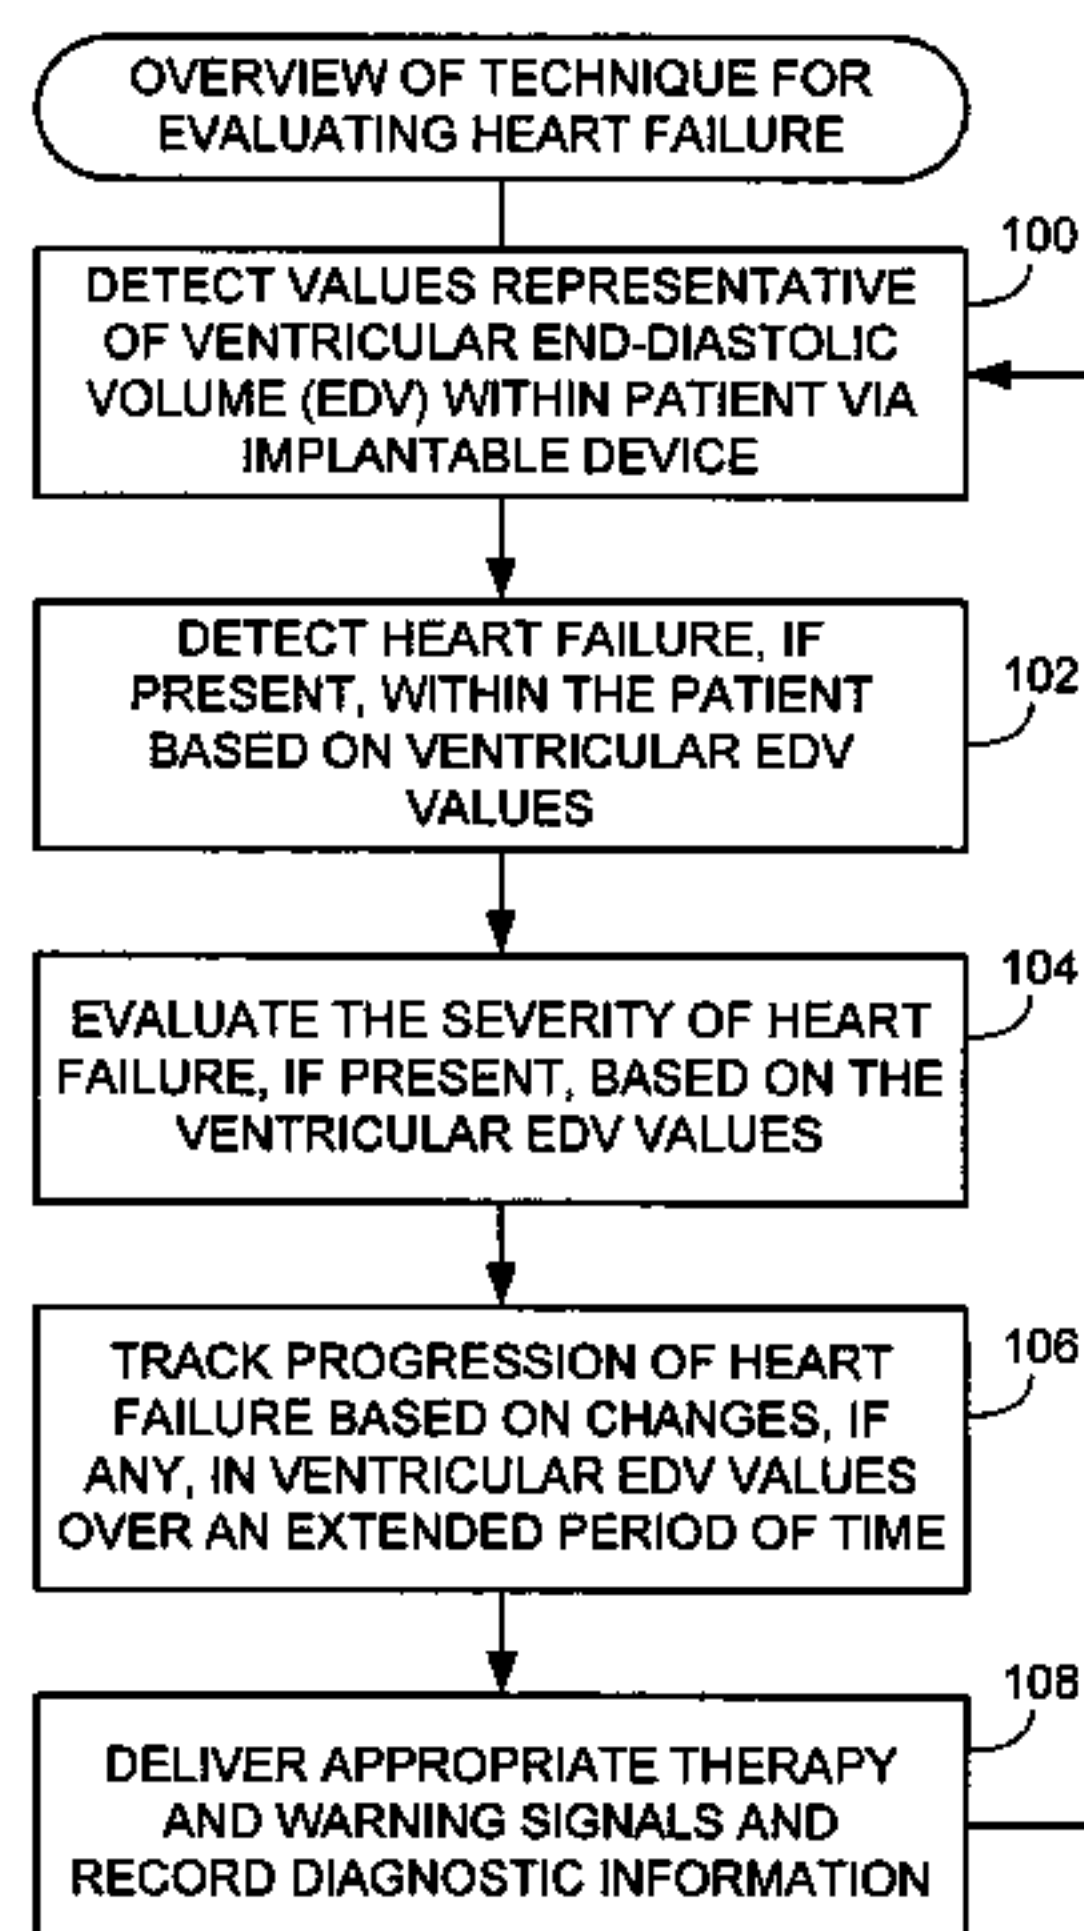 OVERVIEW OF TECHNIQUE FOR
EVALUATING HEART FAILURE
100
DETECT VALUES REPRESENTATIVE
OF VENTRICULAR END-DIASTOLIC
VOLUME (EDV) WITHIN PATIENT VIA
IMPLANTABLE DEVICE
102
DETECT HEART FAILURE, IF
PRESENT, WITHIN THE PATIENT
BASED ON VENTRICULAR EDV
VALUES
104
EVALUATE THE SEVERITY OF HEART
FAILURE, IF PRESENT, BASED ON THE
VENTRICULAR EDV VALUES
106
TRACK PROGRESSION OF HEART
FAILURE BASED ON CHANGES, IF
ANY, IN VENTRICULAR EDV VALUES
OVER AN EXTENDED PERIOD OF TIME
108
DELIVER APPROPRIATE THERAPY
AND WARNING SIGNALS AND
RECORD DIAGNOSTIC INFORMATION